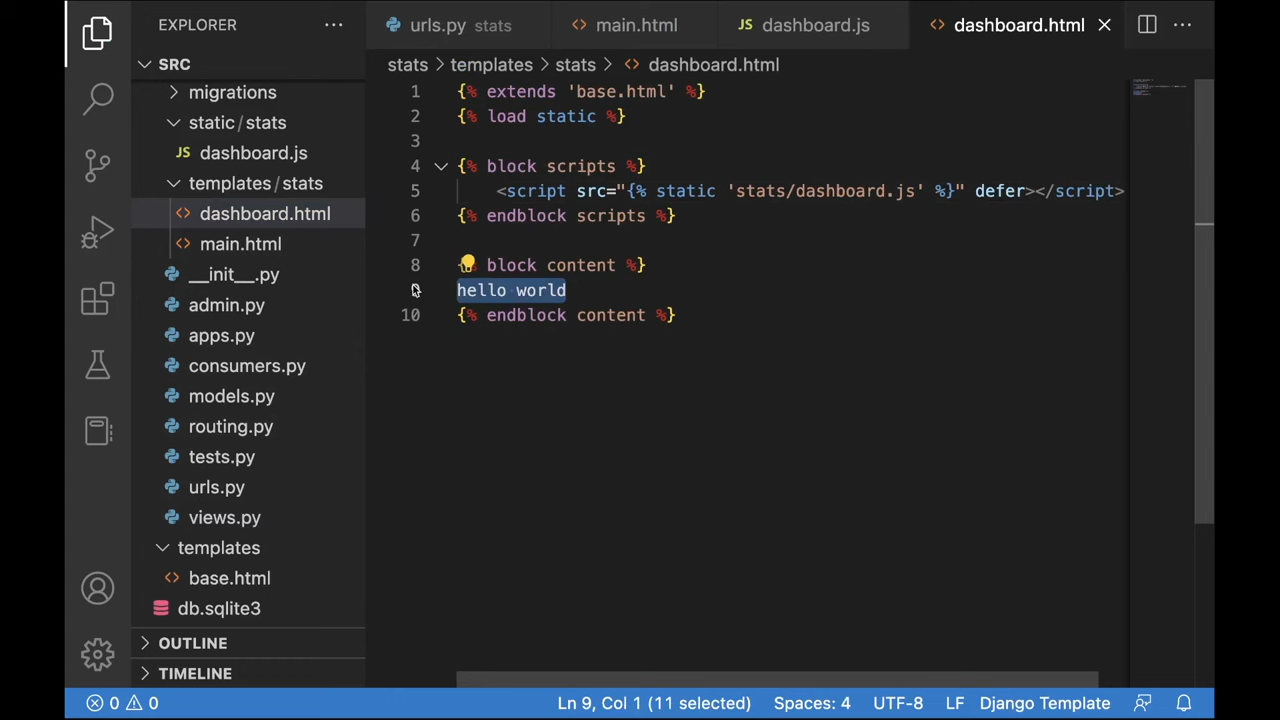 EXPLORER
SRC
migrations
static/stats
JS dashboard.js
templates/stats
<> dashboard.html
<> main.html
__init__.py
admin.py
apps.py
consumers.py
models.py
routing.py
tests.py
urls.py
views.py
templates
<> base.html
db.sqlite3
OUTLINE
TIMELINE
urls.py stats
<> main.html
JS dashboard.js
<> dashboard.html
stats > templates > stats > <> dashboard.html
1 {% extends 'base.html' %}
2 {% load static %}
3
4 {% block scripts %}
5 <script src="{% static 'stats/dashboard.js' %}" defer></script>
6 {% endblock scripts %}
7
8 block content %}
hello world
10 {% endblock content %}
0 0
Ln 9, Col 1 (11 selected) Spaces: 4 UTF-8 LF Django Template